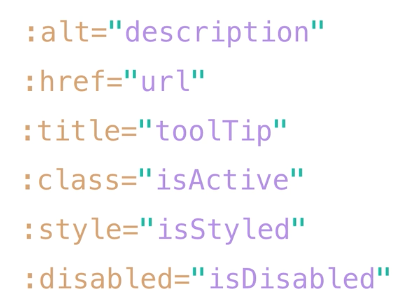 :alt="description"
:href="url"
:title="toolTip"
:class="isActive"
:style="isStyled"
:disabled="isDisabled"